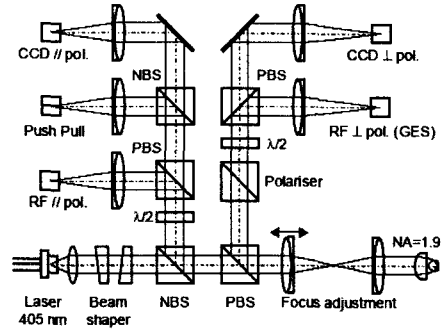 CCD // pol.
NBS
PBS
CCD ⊥ pol.
Push Pull
RF ⊥ pol. (GES)
PBS
λ/2
RF // pol.
Polariser
λ/2
NA=1.9
Laser
405 nm
Beam
shaper
NBS
PBS
Focus adjustment